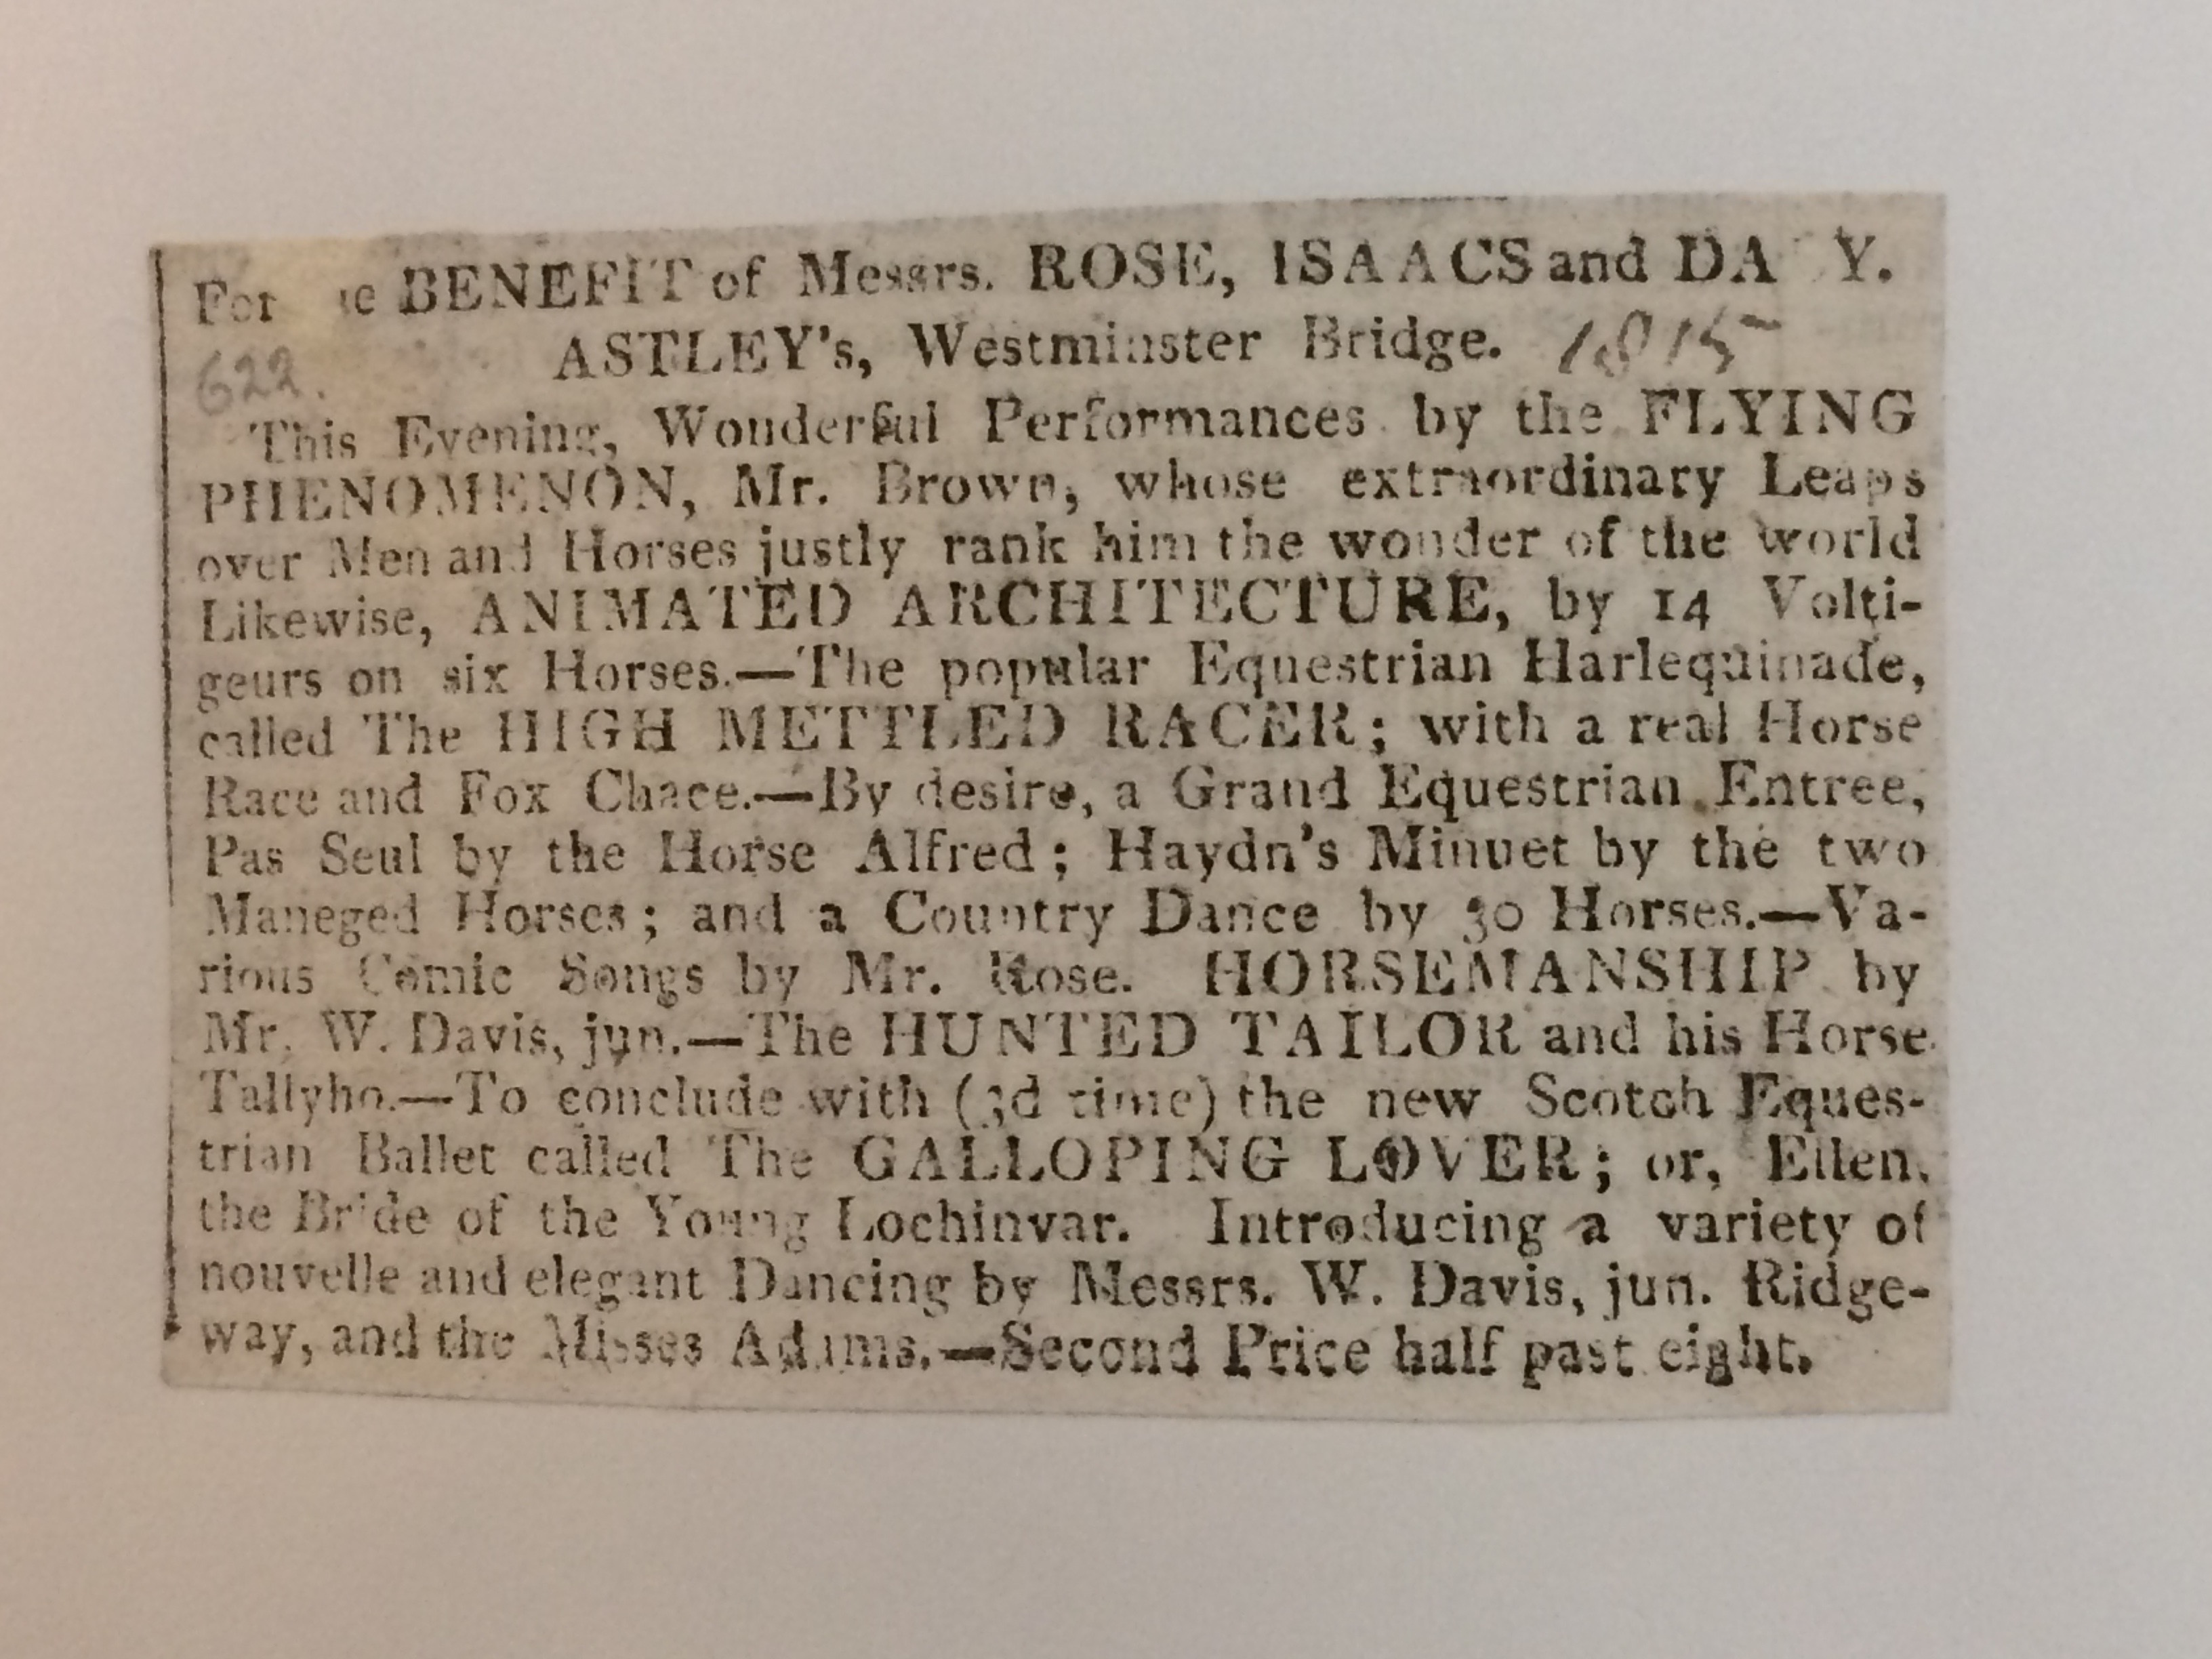 For BENEFIT of Messrs. ROSE, ISAACS and
ASTLEY's, Westminster Bridge. 1815
622.
This Evening, Wonderful Performances by the FLYING
PHENOMENON, Mr. Brown, whose extraordinary Leaps
over Men and Horses justly rank him the wonder of the world
Likewise, ANIMATED ARCHITECTURE, by 14 Volti-
geurs on six Horses.—The popular Equestrian Harlequinade,
called The HIGH METTLED RACER; with a real Horse
Race and Fox Chace.—By desire, a Grand Equestrian Entree,
Pas Seul by the Horse Alfred; Haydn's Minuet by the two
Maneged Horses; and a Country Dance by 30 Horses.—Va-
rious Comic Songs by Mr. Rose. HORSEMANSHIP by
Mr. W. Davis, jun.—The HUNTED TAILOR and his Horse
Tallyho.—To conclude with (3d time) the new Scotch Eques-
trian Ballet called The GALLOPING LOVER; or, Ellen,
the Bride of the Young Lochinvar. Introducing a variety of
nouvelle and elegant Dancing by Messrs. W. Davis, jun. Ridge-
way, and the Misses Adams.—Second Price half past eight.